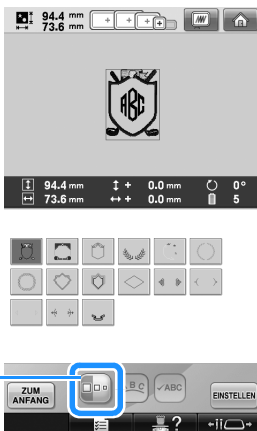 94.4 mm
73.6 mm
ABC
94.4 mm + 0.0 mm 0°
73.6 mm + 0.0 mm 5
ZUM
ANFANG
ABC
✓ABC
EINSTELLEN
?